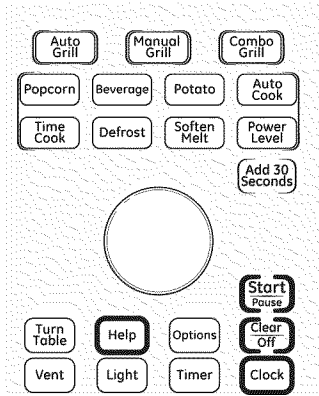 Auto
Grill
Manual
Grill
Combo
Grill
Popcorn
Beverage
Potato
Auto
Cook
Time
Cook
Defrost
Soften
Melt
Power
Level
Add 30
Seconds
Start
Pause
Turn
Table
Help
Options
Clear
Off
Vent
Light
Timer
Clock